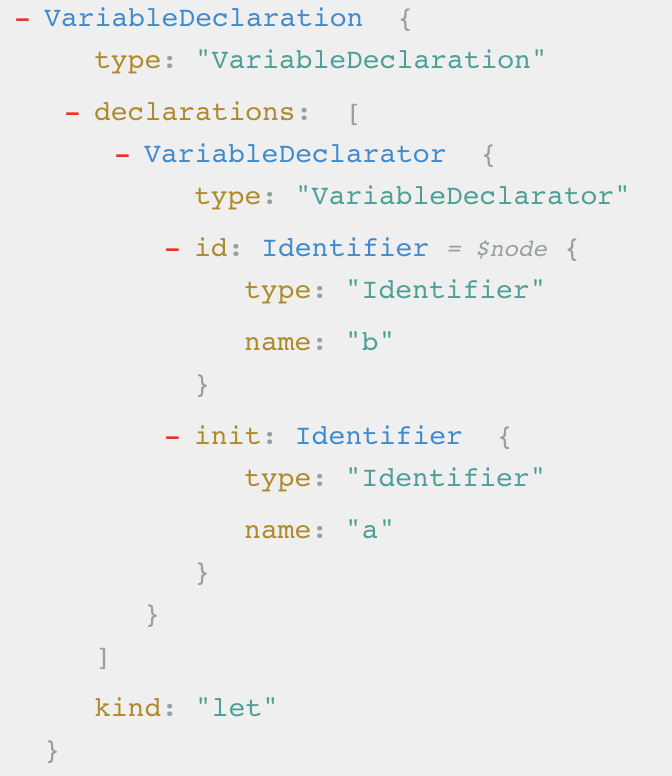 – VariableDeclaration {
type: "VariableDeclaration"
– declarations: [
– VariableDeclarator {
type: "VariableDeclarator"
– id: Identifier = $node {
type: "Identifier"
name: "b"
}
– init: Identifier {
type: "Identifier"
name: "a"
}
}
]
kind: "let"
}